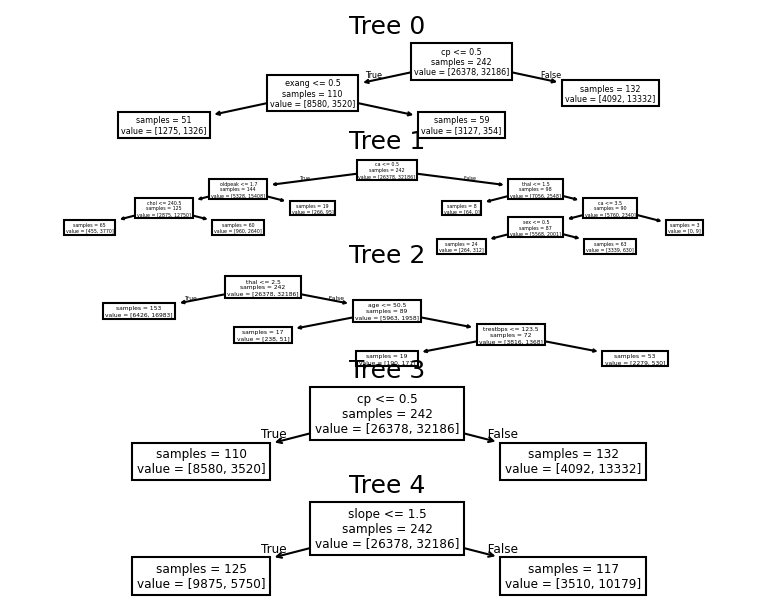 Tree 0
cp <= 0.5
samples = 242
value = [26378, 32186]
True
False
exang <= 0.5
samples = 110
value = [8580, 3520]
samples = 132
value = [4092, 13332]
samples = 51
value = [1275, 1326]
samples = 59
value = [3127, 354]
Tree 1
ca <= 0.5
samples = 242
value = [26378, 32186]
True
False
oldpeak <= 1.7
samples = 144
value = [5328, 15408]
thal <= 1.5
samples = 98
value = [7056, 2548]
chol <= 240.5
samples = 125
value = [2875, 12750]
samples = 19
value = [266, 95]
samples = 8
value = [64, 0]
ca <= 3.5
samples = 90
value = [5760, 2340]
samples = 65
value = [455, 3770]
samples = 60
value = [960, 2640]
sex <= 0.5
samples = 87
value = [5568, 2001]
samples = 3
value = [0, 9]
samples = 24
value = [264, 312]
samples = 63
value = [3339, 630]
Tree 2
thal <= 2.5
samples = 242
value = [26378, 32186]
True
False
samples = 153
value = [6426, 16983]
age <= 50.5
samples = 89
value = [5963, 1958]
samples = 17
value = [238, 51]
trestbps <= 123.5
samples = 72
value = [3816, 1368]
samples = 19
value = [190, 171]
samples = 53
value = [2279, 530]
Tree 3
cp <= 0.5
samples = 242
value = [26378, 32186]
True
False
samples = 110
value = [8580, 3520]
samples = 132
value = [4092, 13332]
Tree 4
slope <= 1.5
samples = 242
value = [26378, 32186]
True
False
samples = 125
value = [9875, 5750]
samples = 117
value = [3510, 10179]